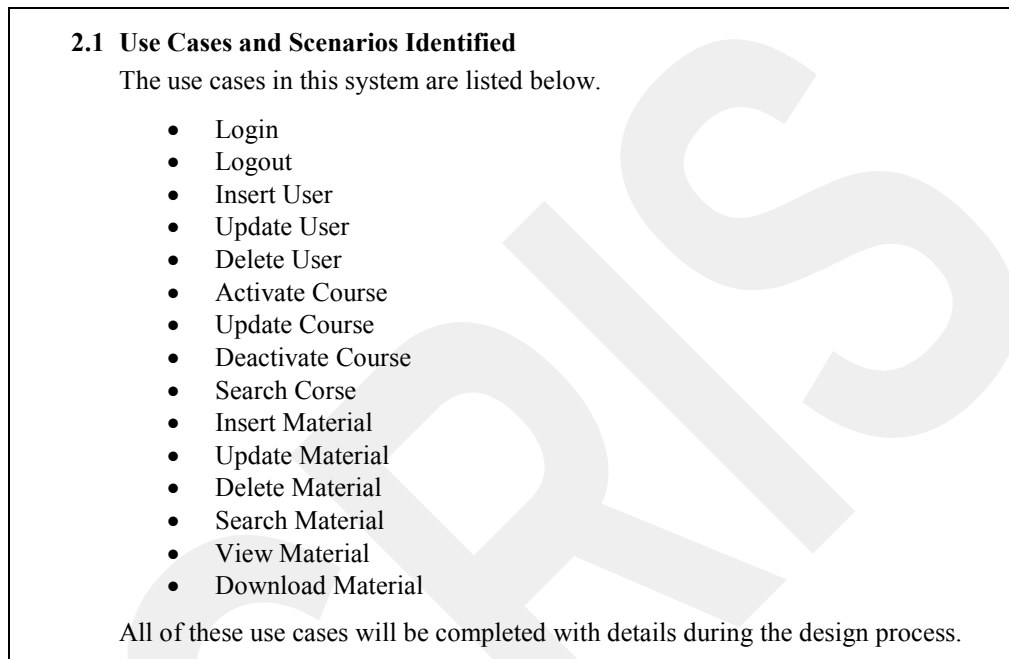 2.1 Use Cases and Scenarios Identified
The use cases in this system are listed below.
• Login
• Logout
• Insert User
• Update User
• Delete User
• Activate Course
• Update Course
• Deactivate Course
• Search Corse
• Insert Material
• Update Material
• Delete Material
• Search Material
• View Material
• Download Material
All of these use cases will be completed with details during the design process.
CRIS